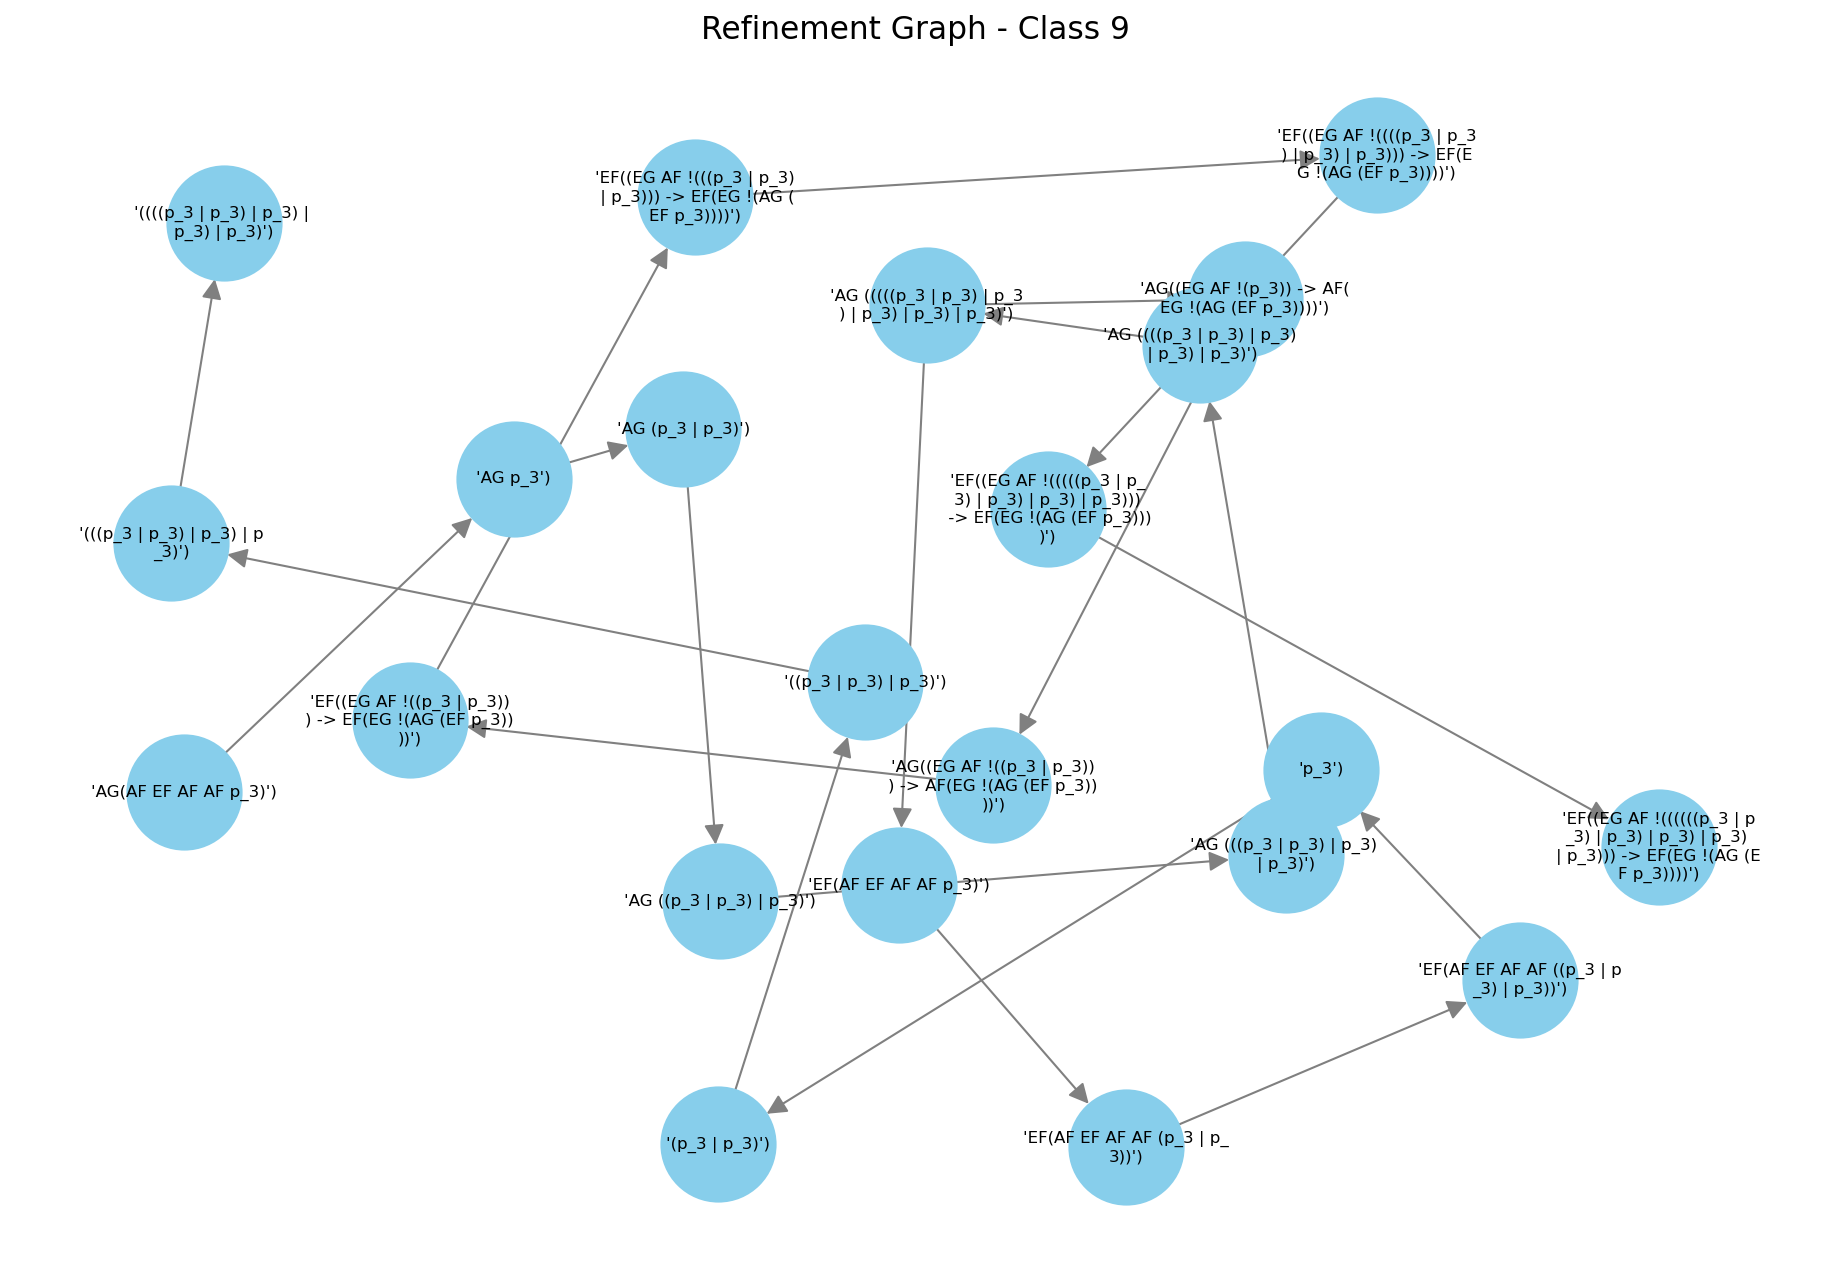 Refinement Graph - Class 9
'EF((EG AF !((((p_3 | p_3
) | p_3) | p_3))) -> EF(E
G !(AG (EF p_3))))')
'EF((EG AF !(((p_3 | p_3)
| p_3))) -> EF(EG !(AG (
EF p_3))))')
'((((p_3 | p_3) | p_3) |
p_3) | p_3)')
'AG (((((p_3 | p_3) | p_3
) | p_3) | p_3) | p_3)')
'AG((EG AF !(p_3)) -> AF(
EG !(AG (EF p_3))))')
'AG ((((p_3 | p_3) | p_3)
| p_3) | p_3)')
'AG (p_3 | p_3)')
'AG p_3')
'EF((EG AF !(((((p_3 | p_
3) | p_3) | p_3) | p_3)))
-> EF(EG !(AG (EF p_3)))
)')
'(((p_3 | p_3) | p_3) | p
_3)')
'((p_3 | p_3) | p_3)')
'EF((EG AF !((p_3 | p_3))
) -> EF(EG !(AG (EF p_3))
))')
'AG(AF EF AF AF p_3)')
'AG((EG AF !((p_3 | p_3))
) -> AF(EG !(AG (EF p_3))
))')
'p_3')
'AG (((p_3 | p_3) | p_3)
| p_3)')
'EF((EG AF !((((((p_3 | p
_3) | p_3) | p_3) | p_3)
| p_3))) -> EF(EG !(AG (E
F p_3))))')
'EF(AF EF AF AF p_3)')
'AG ((p_3 | p_3) | p_3)')
'EF(AF EF AF AF ((p_3 | p
_3) | p_3))')
'(p_3 | p_3)')
'EF(AF EF AF AF (p_3 | p_
3))')